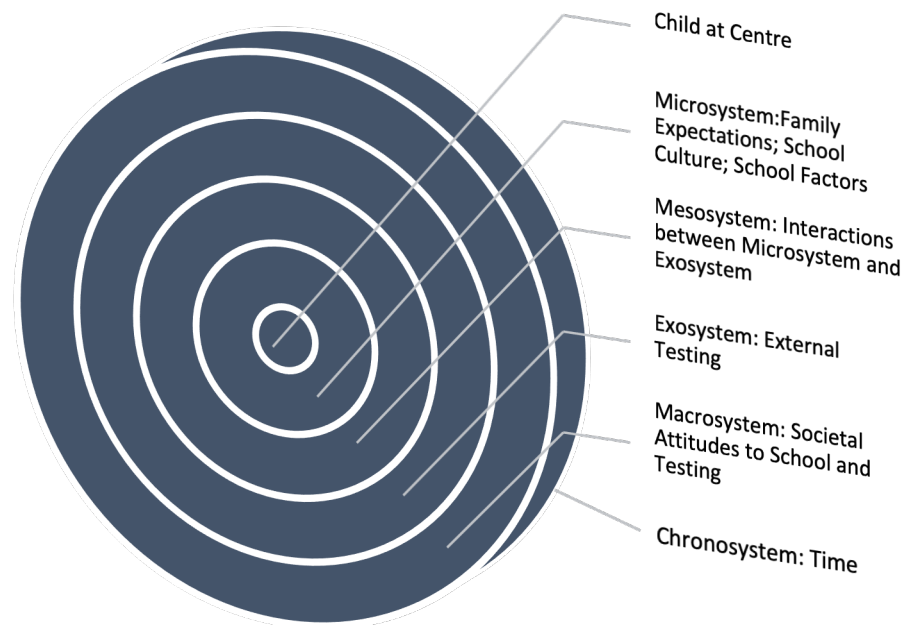 Child at Centre
Microsystem:Family
Expectations; School
Culture; School Factors
Mesosystem: Interactions
between Microsystem and
Exosystem
Exosystem: External
Testing
Macrosystem: Societal
Attitudes to School and
Testing
Chronosystem: Time